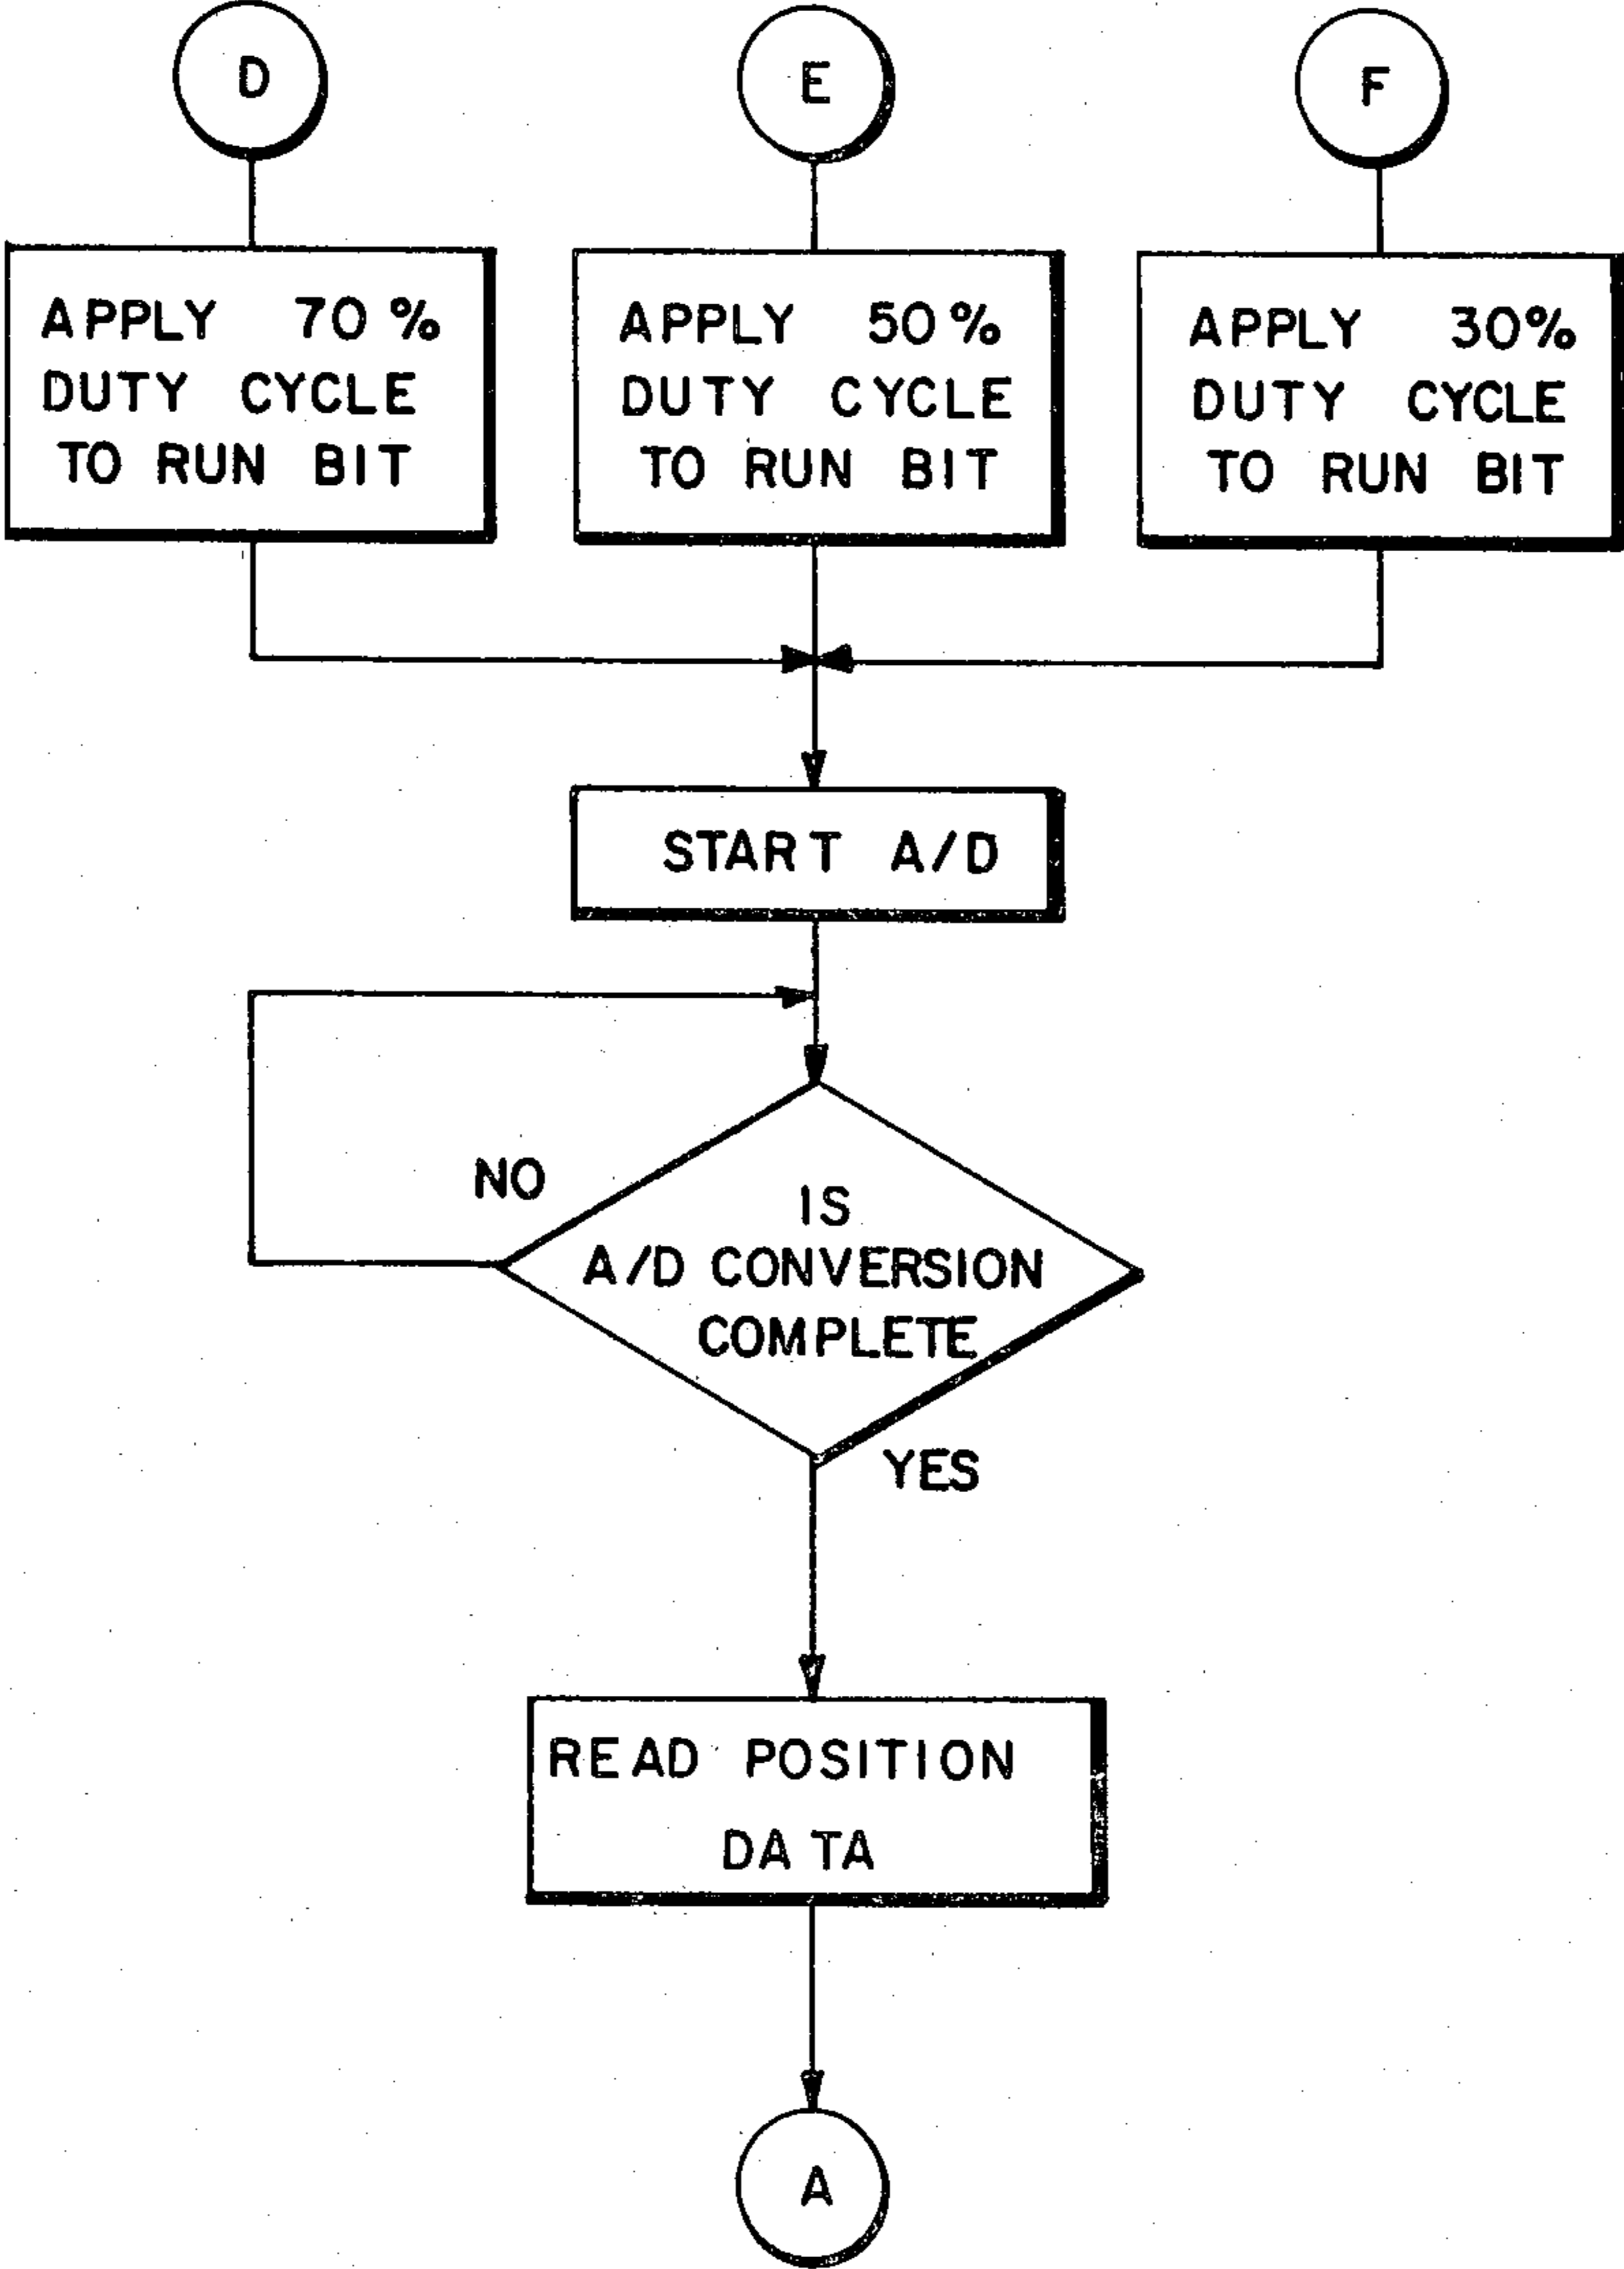 D
E
F
APPLY 70%
DUTY CYCLE
TO RUN BIT
APPLY 50%
DUTY CYCLE
TO RUN BIT
APPLY 30%
DUTY CYCLE
TO RUN BIT
START A/D
NO
IS
A/D CONVERSION
COMPLETE
YES
READ POSITION
DATA
A